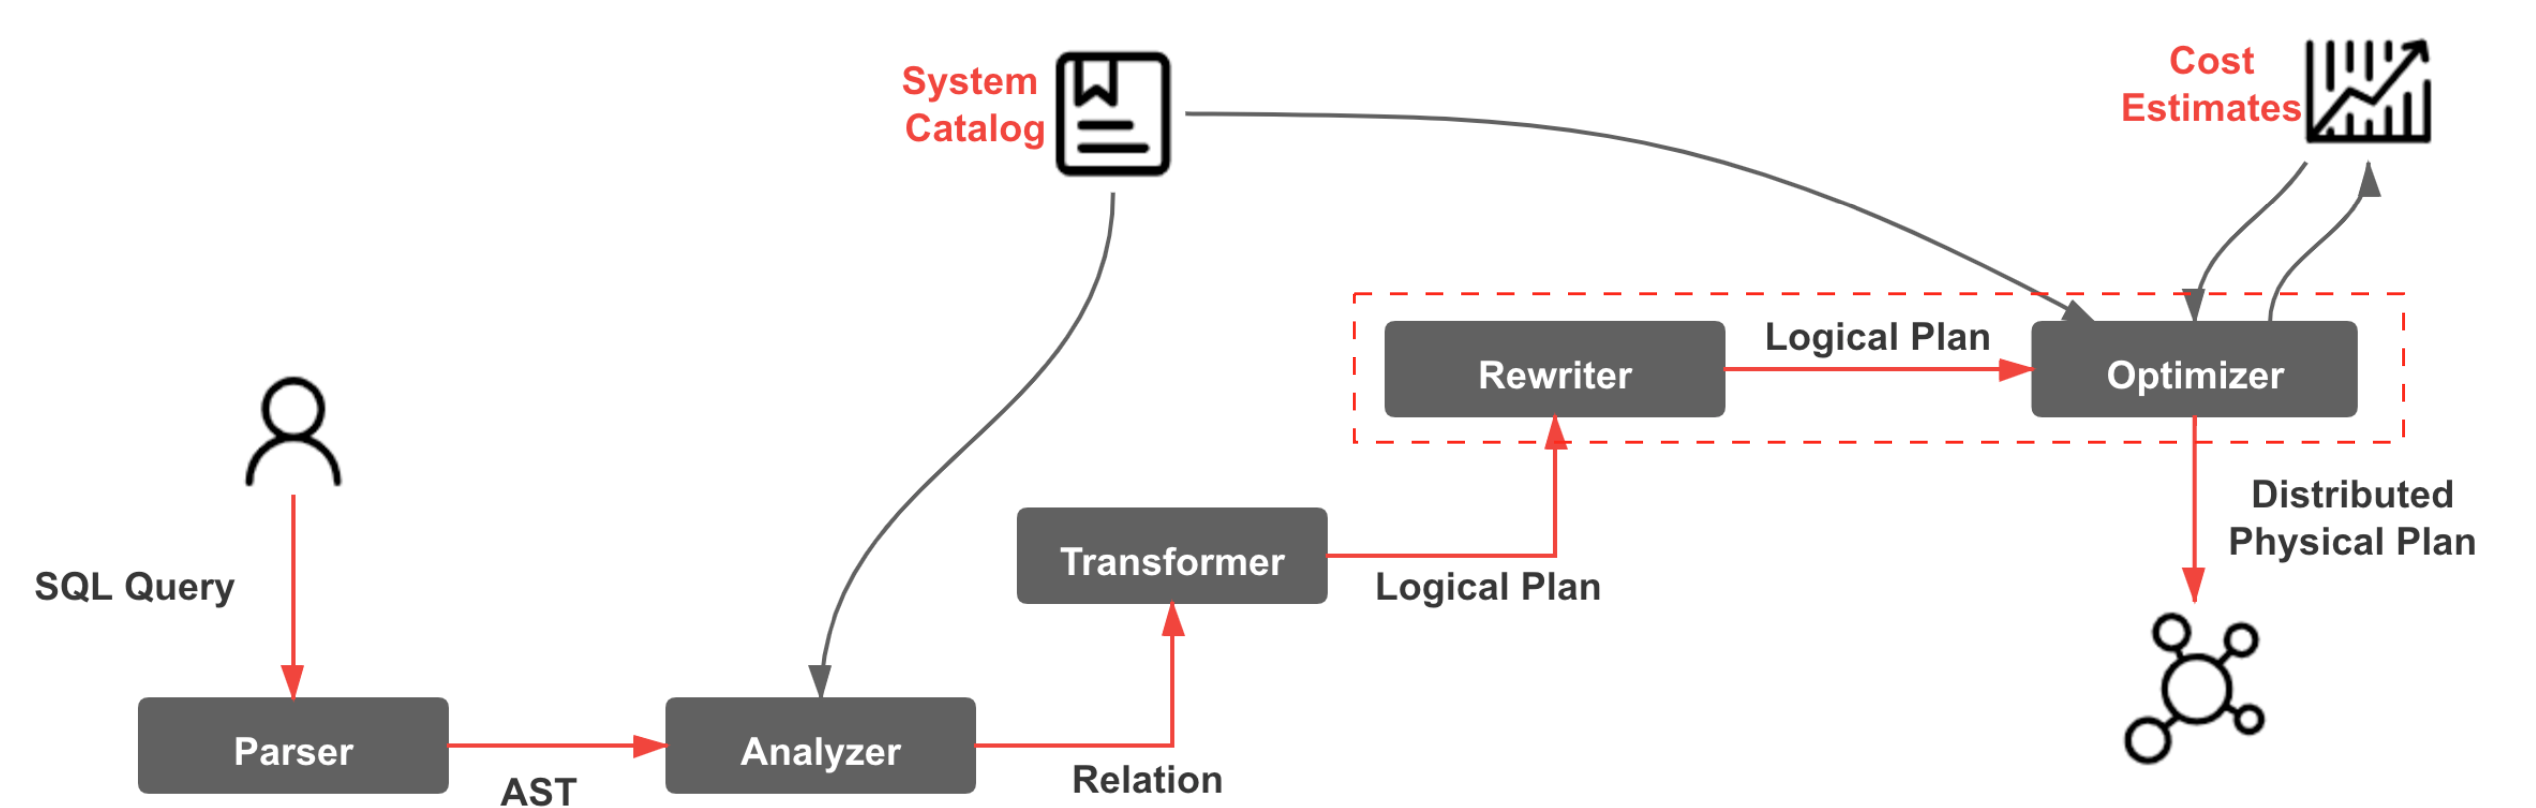 System
Catalog
Cost
Estimates
Rewriter
Logical Plan
Optimizer
Distributed
Physical Plan
Transformer
Logical Plan
SQL Query
Parser
AST
Analyzer
Relation